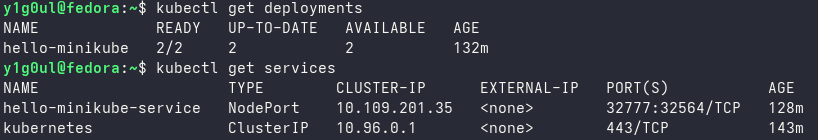 y1g0ul@fedora:~$ kubectl get deployments
NAME             READY   UP-TO-DATE   AVAILABLE   AGE
hello-minikube   2/2     2            2           132m
y1g0ul@fedora:~$ kubectl get services
NAME                     TYPE        CLUSTER-IP      EXTERNAL-IP   PORT(S)           AGE
hello-minikube-service   NodePort    10.109.201.35   <none>        32777:32564/TCP   128m
kubernetes               ClusterIP   10.96.0.1       <none>        443/TCP           143m